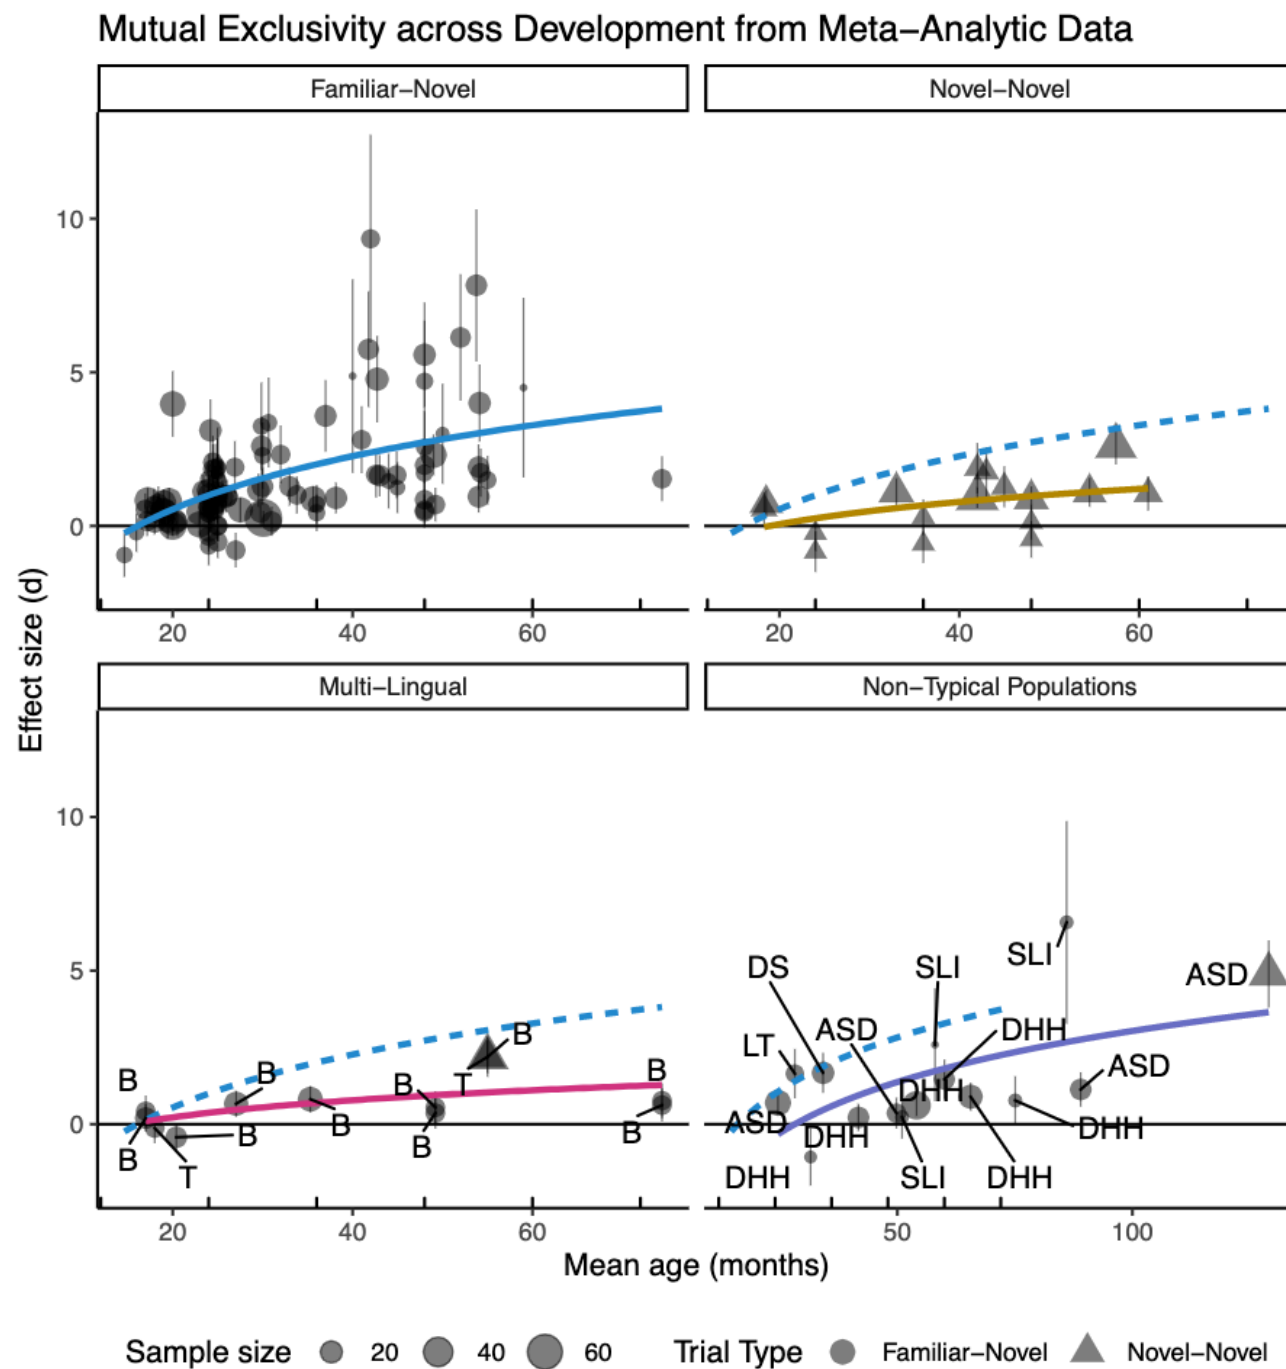 Mutual Exclusivity across Development from Meta−Analytic Data
Familiar−Novel
Novel−Novel
10
5
0
20
40
60
20
40
60
Effect size (d)
Multi−Lingual
Non−Typical Populations
10
5
0
B
B
T
B
B
B
B
B
T
B
B
B
20
40
60
DS
SLI
SLI
ASD
LT
ASD
DHH
ASD
DHH
ASD
DHH
DHH
DHH
SLI
DHH
50
100
Mean age (months)
Sample size 20 40 60 Trial Type Familiar−Novel Novel−Novel